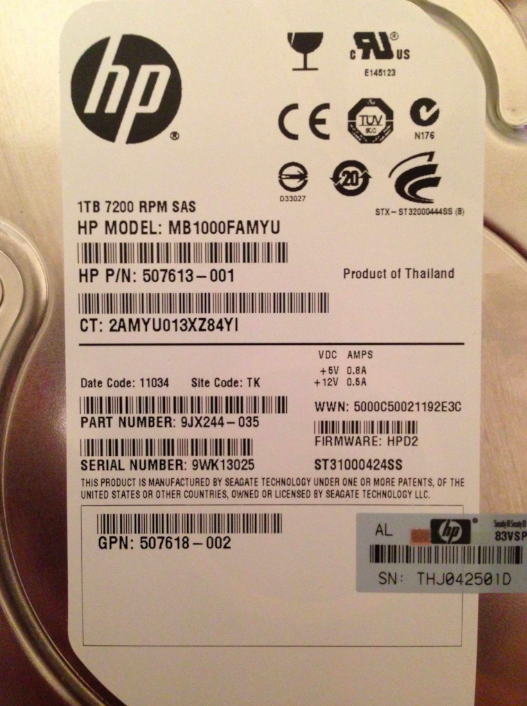 hp
®
®
c RU US
E145123
CE
TUV
N176
D33027
20
STX-ST32000444SS (B)
1TB 7200 RPM SAS
HP MODEL: MB1000FAMYU
HP P/N: 507613-001
Product of Thailand
CT: 2AMYU013XZ84YI
VDC AMPS
+5V 0.8A
+12V 0.5A
Date Code: 11034 Site Code: TK
WWN: 5000C50021192E3C
PART NUMBER: 9JX244-035
FIRMWARE: HPD2
SERIAL NUMBER: 9WK13025
ST31000424SS
THIS PRODUCT IS MANUFACTURED BY SEAGATE TECHNOLOGY UNDER ONE OR MORE PATENTS, OF THE
UNITED STATES OR OTHER COUNTRIES, OWNED OR LICENSED BY SEAGATE TECHNOLOGY LLC.
GPN: 507618-002
AL hp 83VSP
SN: THJ042501D